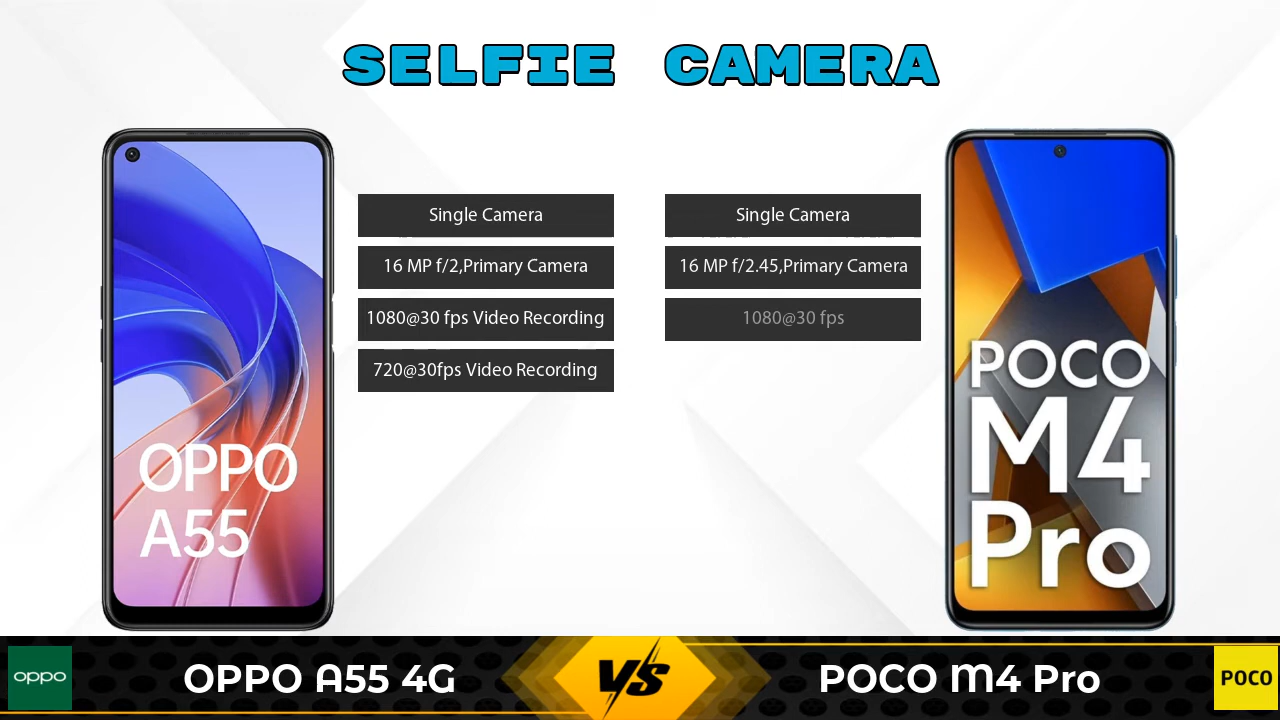 SELFIE CAMERA
Single Camera
16 MP f/2,Primary Camera
1080@30 fps Video Recording
720@30fps Video Recording
Single Camera
16 MP f/2.45,Primary Camera
1080@30 fps
OPPO
A55
POCO
M4
Pro
oppo
OPPO A55 4G
VS
POCO M4 Pro
POCO